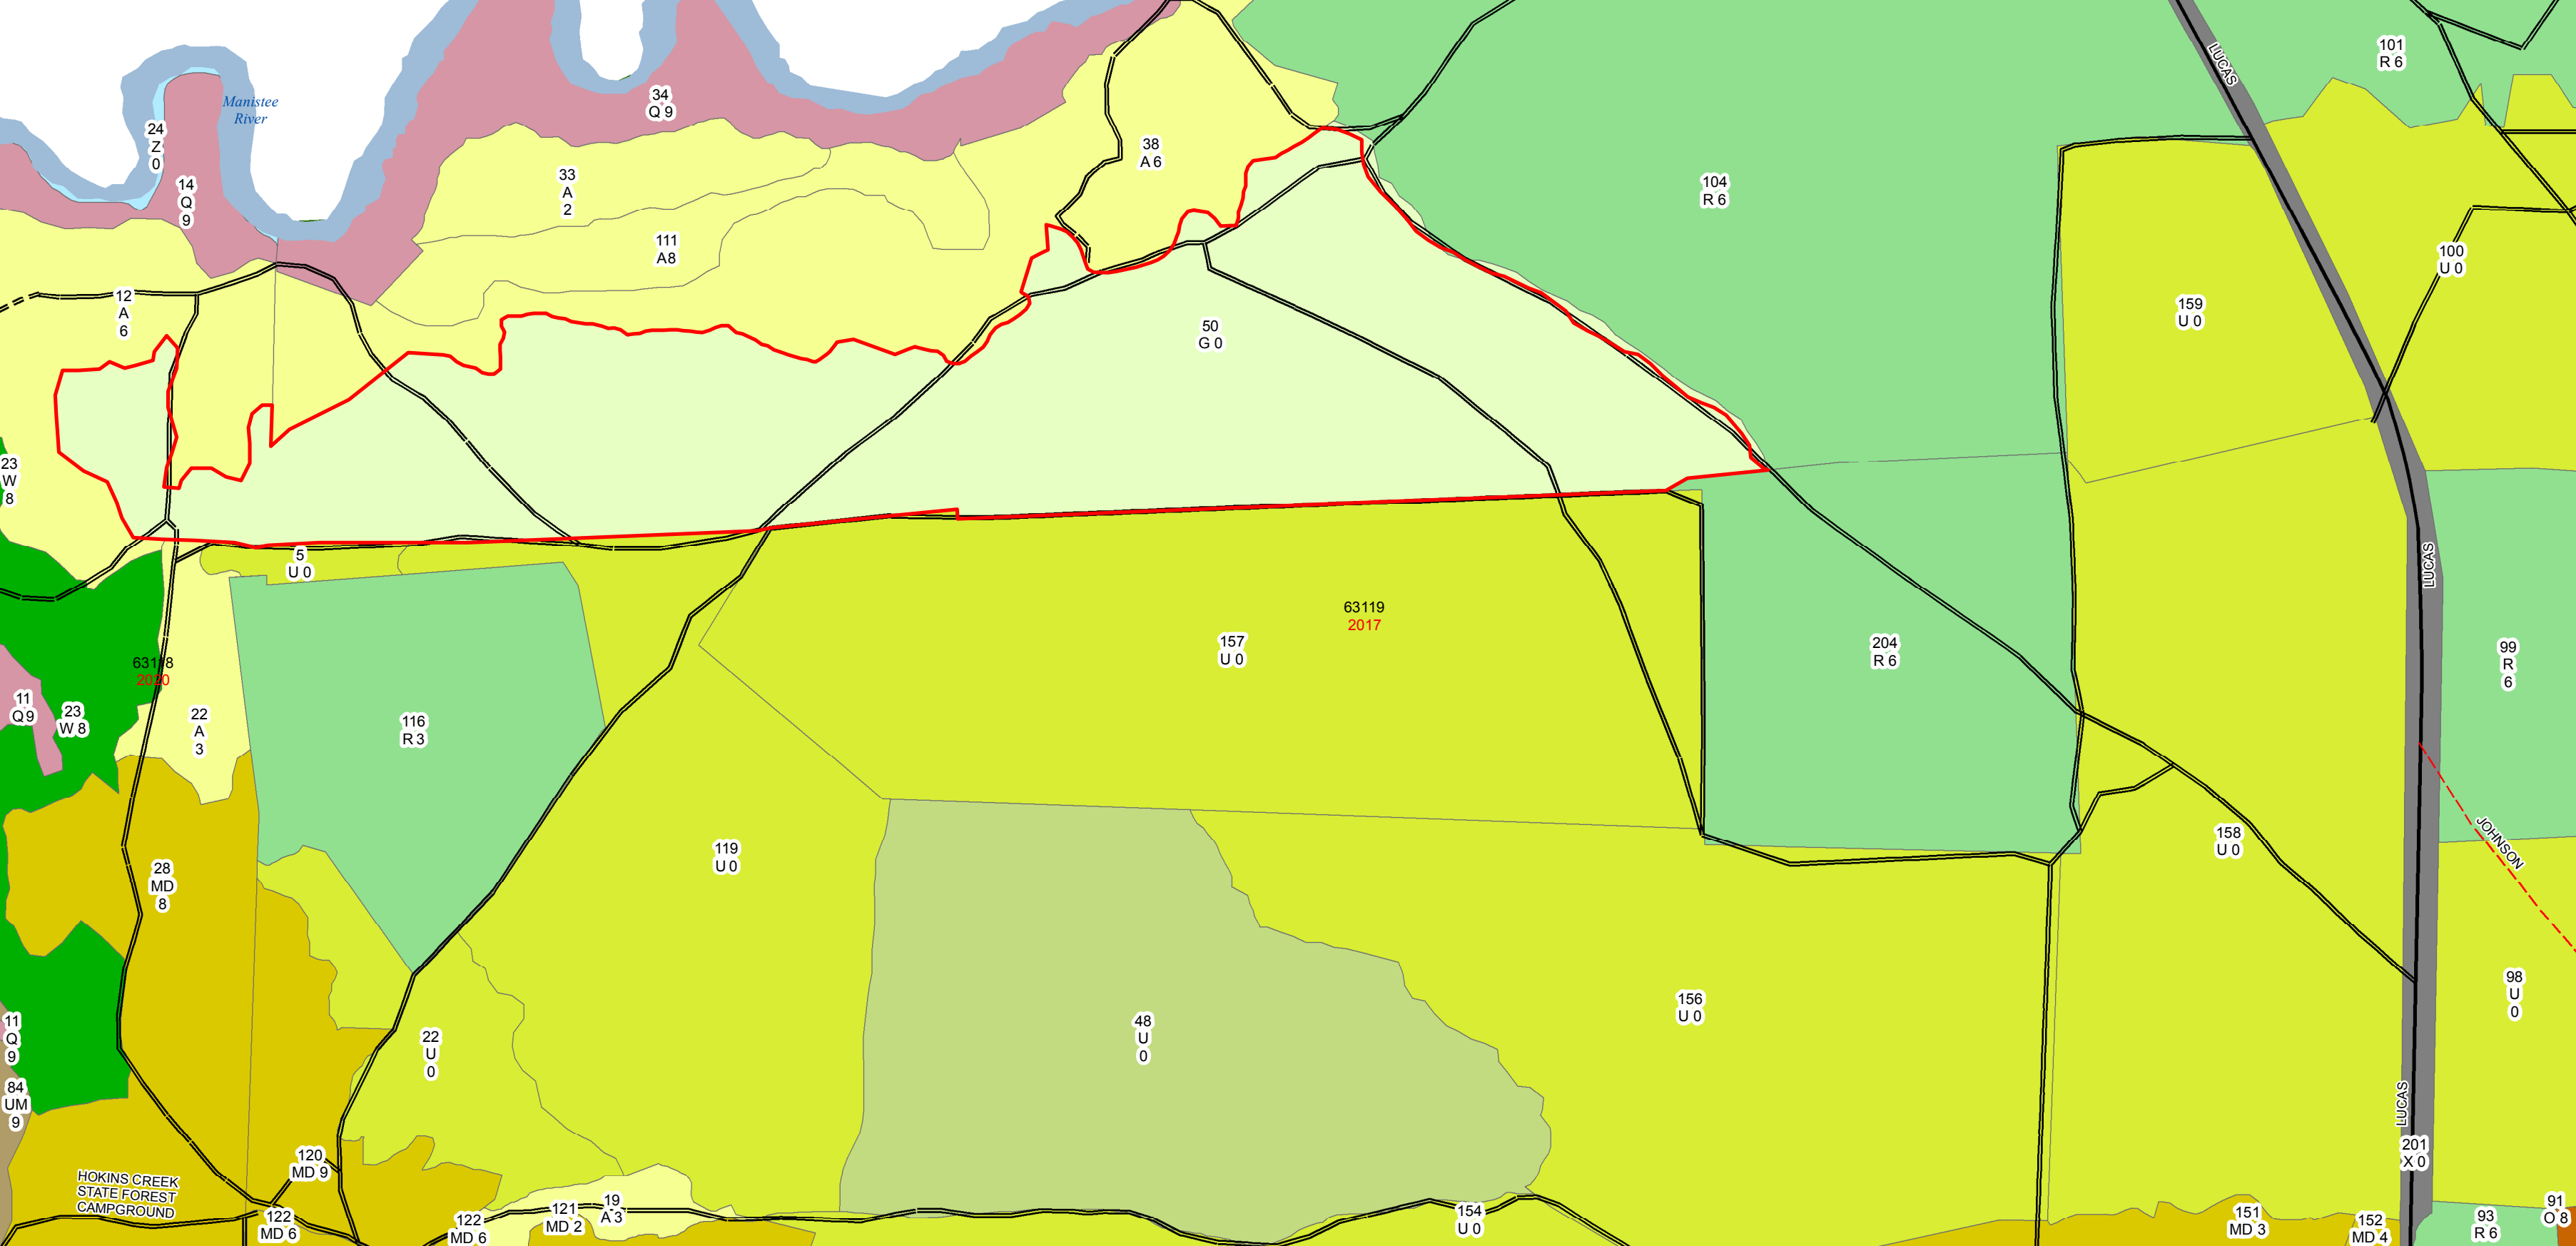 101
R 6
LUCAS
Manistee
River
34
Q 9
24
Z
0
38
A 6
33
A
2
14
Q
9
104
R 6
111
A8
100
U 0
12
A
6
159
U 0
50
G 0
23
W
8
5
U 0
LUCAS
63119
2017
157
U 0
204
R 6
99
R
6
63118
2020
11
Q 9
23
W 8
22
A
3
116
R 3
28
MD
8
119
U 0
158
U 0
JOHNSON
98
U
0
156
U 0
11
Q
9
48
U
0
22
U
0
84
UM
9
LUCAS
201
X 0
120
MD 9
HOKINS CREEK
STATE FOREST
CAMPGROUND
122
MD 6
122
MD 6
121
MD 2
19
A 3
154
U 0
151
MD 3
152
MD 4
93
R 6
91
O 8